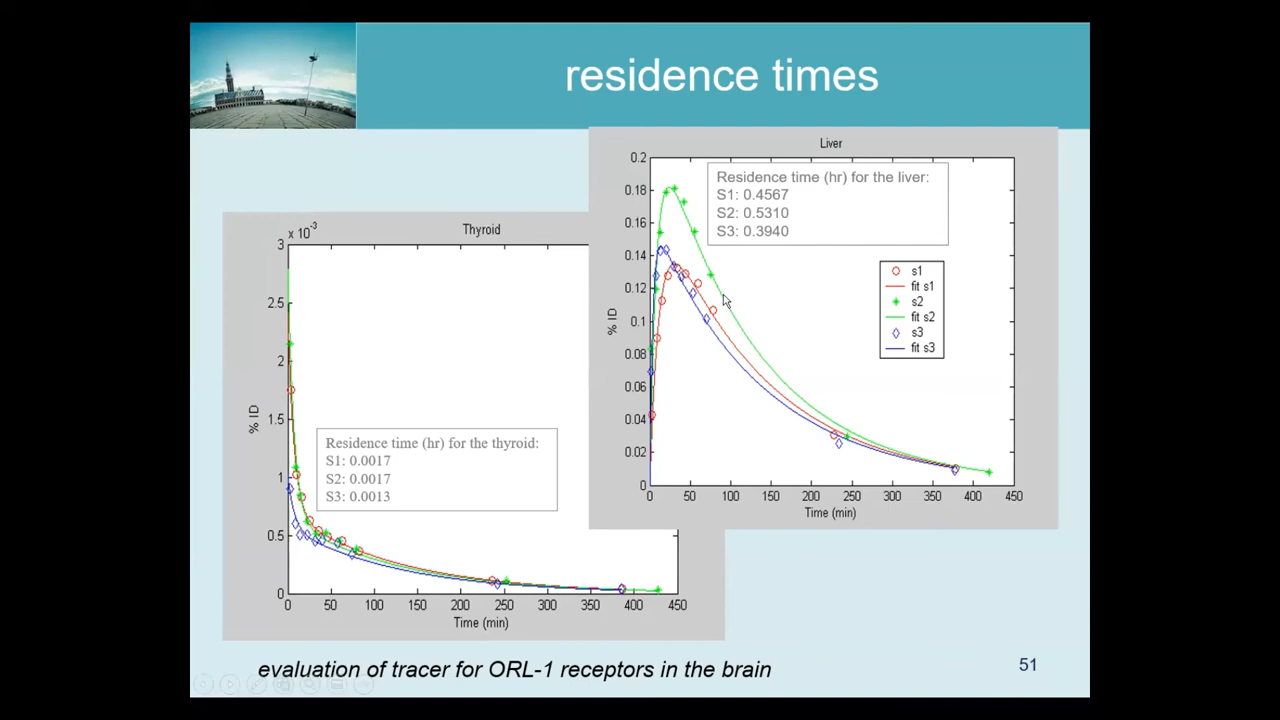 residence times
Thyroid
x 10-3
3
2.5
2
1.5
1
0.5
0
% ID
Residence time (hr) for the thyroid:
S1: 0.0017
S2: 0.0017
S3: 0.0013
0 50 100 150 200 250 300 350 400 450
Time (min)
Liver
0.2
0.18
0.16
0.14
0.12
0.1
0.08
0.06
0.04
0.02
0
% ID
Residence time (hr) for the liver:
S1: 0.4567
S2: 0.5310
S3: 0.3940
s1
fit s1
s2
fit s2
s3
fit s3
0 50 100 150 200 250 300 350 400 450
Time (min)
evaluation of tracer for ORL-1 receptors in the brain
51